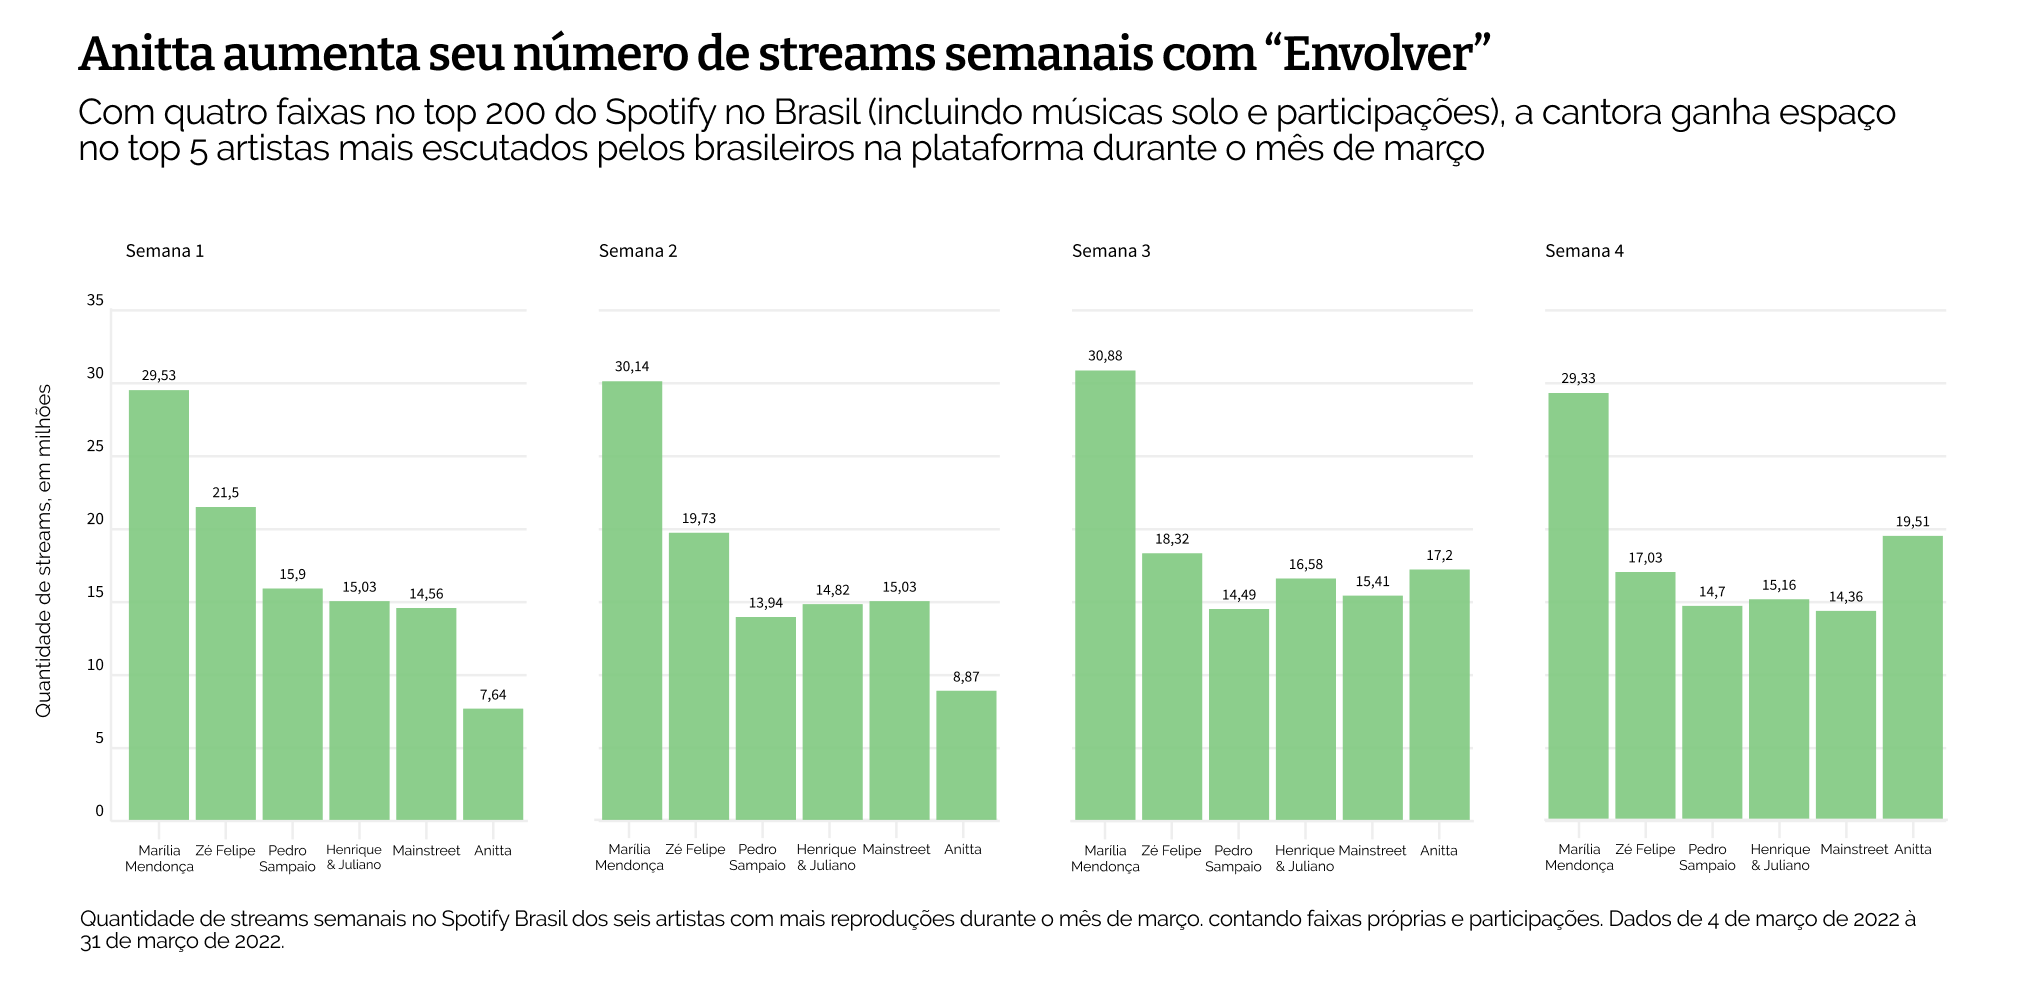 Anitta aumenta seu número de streams semanais com “Envolver”
Com quatro faixas no top 200 do Spotify no Brasil (incluindo músicas solo e participações), a cantora ganha espaço
no top 5 artistas mais escutados pelos brasileiros na plataforma durante o mês de março
Semana 1
Semana 2
Semana 3
Semana 4
Quantidade de streams, em milhões
35
30
25
20
15
10
5
0
29,53
21,5
15,9
15,03
14,56
7,64
Marília
Mendonça
Zé Felipe
Pedro
Sampaio
Henrique
& Juliano
Mainstreet
Anitta
30,14
19,73
13,94
14,82
15,03
8,87
Marília
Mendonça
Zé Felipe
Pedro
Sampaio
Henrique
& Juliano
Mainstreet
Anitta
30,88
18,32
14,49
16,58
15,41
17,2
Marília
Mendonça
Zé Felipe
Pedro
Sampaio
Henrique
& Juliano
Mainstreet
Anitta
29,33
17,03
14,7
15,16
14,36
19,51
Marília
Mendonça
Zé Felipe
Pedro
Sampaio
Henrique
& Juliano
Mainstreet
Anitta
Quantidade de streams semanais no Spotify Brasil dos seis artistas com mais reproduções durante o mês de março. contando faixas próprias e participações. Dados de 4 de março de 2022 à
31 de março de 2022.